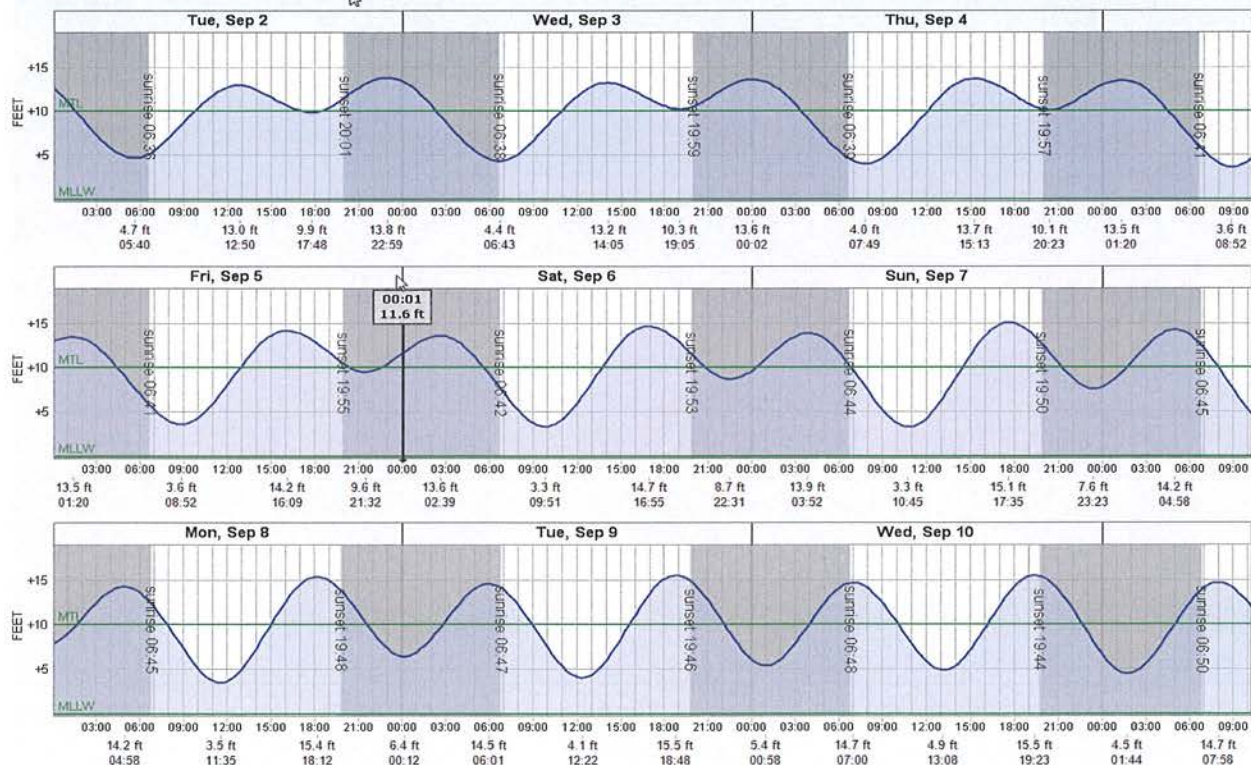 Tue, Sep 2 Wed, Sep 3 Thu, Sep 4
+15
+10
+5
FEET
MTL
MLLW
sunrise 06:36
sunset 20:01
sunrise 06:38
sunset 19:59
sunrise 06:39
sunset 19:57
sunrise 06:41
03:00 06:00 09:00 12:00 15:00 18:00 21:00 00:00 03:00 06:00 09:00 12:00 15:00 18:00 21:00 00:00 03:00 06:00 09:00 12:00 15:00 18:00 21:00 00:00 03:00 06:00 09:00
4.7 ft 13.0 ft 9.9 ft 13.8 ft 4.4 ft 13.2 ft 10.3 ft 13.6 ft 4.0 ft 13.7 ft 10.1 ft 13.5 ft 3.6 ft
05:40 12:50 17:48 22:59 06:43 14:05 19:05 00:02 07:49 15:13 20:23 01:20 08:52
Fri, Sep 5 Sat, Sep 6 Sun, Sep 7
00:01
11.6 ft
+15
+10
+5
FEET
MTL
MLLW
sunrise 06:41
sunset 19:55
sunrise 06:42
sunset 19:53
sunrise 06:44
sunset 19:50
sunrise 06:45
03:00 06:00 09:00 12:00 15:00 18:00 21:00 00:00 03:00 06:00 09:00 12:00 15:00 18:00 21:00 00:00 03:00 06:00 09:00 12:00 15:00 18:00 21:00 00:00 03:00 06:00 09:00
13.5 ft 3.6 ft 14.2 ft 9.6 ft 13.6 ft 3.3 ft 14.7 ft 8.7 ft 13.9 ft 3.3 ft 15.1 ft 7.6 ft 14.2 ft
01:20 08:52 16:09 21:32 02:39 09:51 16:55 22:31 03:52 10:45 17:35 23:23 04:58
Mon, Sep 8 Tue, Sep 9 Wed, Sep 10
+15
+10
+5
FEET
MTL
MLLW
sunrise 06:45
sunset 19:48
sunrise 06:47
sunset 19:46
sunrise 06:48
sunset 19:44
sunrise 06:50
03:00 06:00 09:00 12:00 15:00 18:00 21:00 00:00 03:00 06:00 09:00 12:00 15:00 18:00 21:00 00:00 03:00 06:00 09:00 12:00 15:00 18:00 21:00 00:00 03:00 06:00 09:00
14.2 ft 3.5 ft 15.4 ft 6.4 ft 14.5 ft 4.1 ft 15.5 ft 5.4 ft 14.7 ft 4.9 ft 15.5 ft 4.5 ft 14.7 ft
04:58 11:35 18:12 00:12 06:01 12:22 18:48 00:58 07:00 13:08 19:23 01:44 07:58